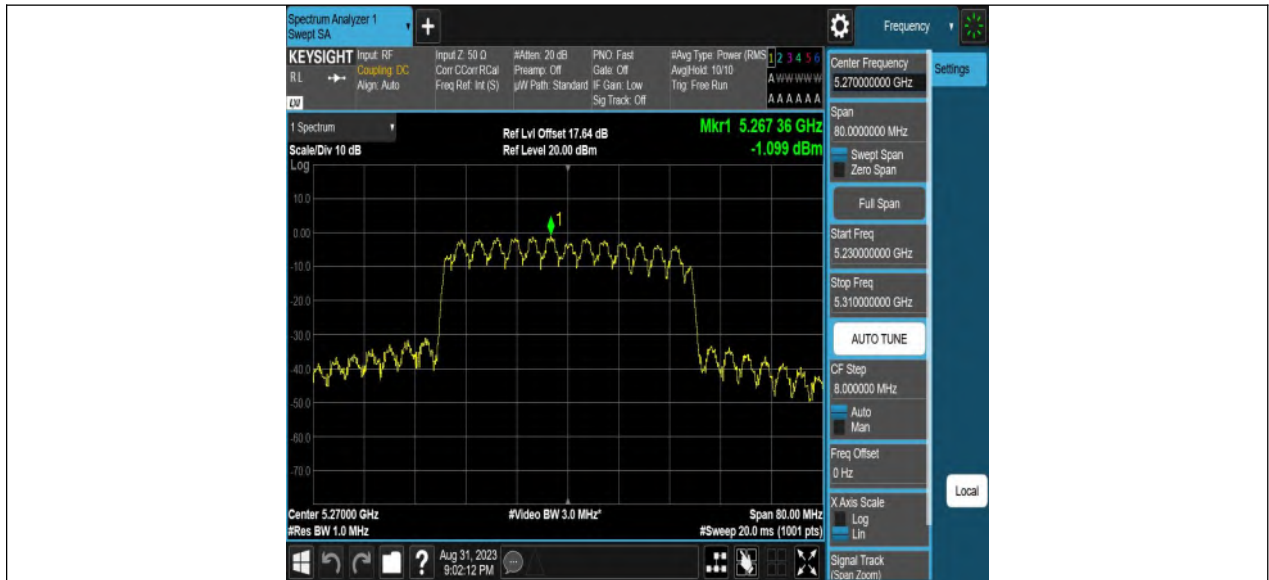 Spectrum Analyzer 1
Swept SA
+
Frequency
KEYSIGHT
RL
LXI
Input: RF
Coupling: DC
Align: Auto
Input Z: 50 Ω
Corr CCorr RCal
Freq Ref: Int (S)
#Atten: 20 dB
Preamp: Off
µW Path: Standard
PNO: Fast
Gate: Off
IF Gain: Low
Sig Track: Off
#Avg Type: Power (RMS
Avg|Hold: 10/10
Trig: Free Run
1 2 3 4 5 6
A W W W W W
A A A A A A
1 Spectrum
Scale/Div 10 dB
Log
Ref Lvl Offset 17.64 dB
Ref Level 20.00 dBm
Mkr1 5.267 36 GHz
-1.099 dBm
10.0
0.00
-10.0
-20.0
-30.0
-40.0
-50.0
-60.0
-70.0
1
Center 5.27000 GHz
#Res BW 1.0 MHz
#Video BW 3.0 MHz*
Span 80.00 MHz
#Sweep 20.0 ms (1001 pts)
?
Aug 31, 2023
9:02:12 PM
Center Frequency
5.270000000 GHz
Settings
Span
80.0000000 MHz
Swept Span
Zero Span
Full Span
Start Freq
5.230000000 GHz
Stop Freq
5.310000000 GHz
AUTO TUNE
CF Step
8.000000 MHz
Auto
Man
Freq Offset
0 Hz
X Axis Scale
Log
Lin
Local
Signal Track
(Span Zoom)